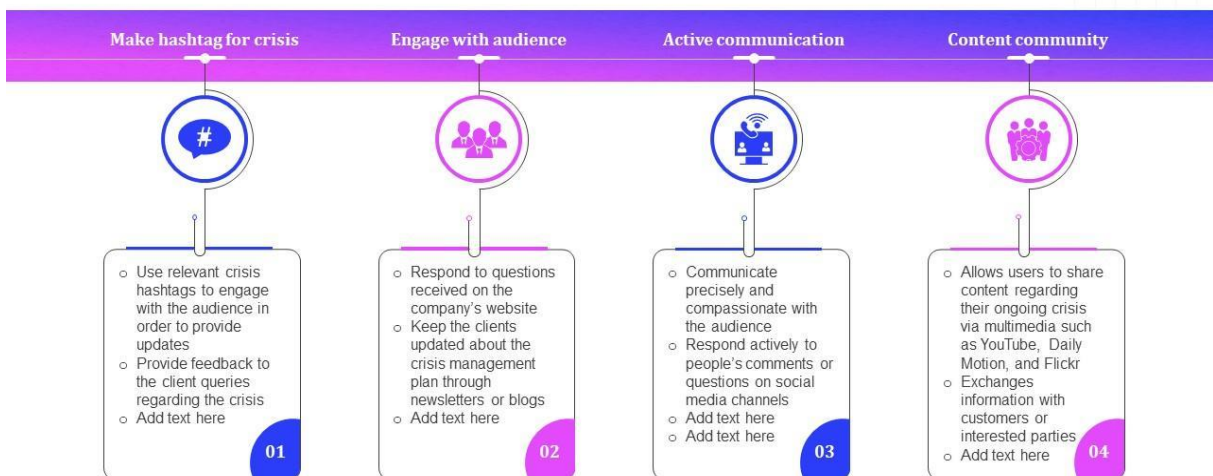 Make hashtag for crisis
Engage with audience
Active communication
Content community
#
o Use relevant crisis
hashtags to engage
with the audience in
order to provide
updates
o Provide feedback to
the client queries
regarding the crisis
o Add text here
01
o Respond to questions
received on the
company's website
o Keep the clients
updated about the
crisis management
plan through
newsletters or blogs
o Add text here
02
o Communicate
precisely and
compassionate with
the audience
o Respond actively to
people's comments or
questions on social
media channels
o Add text here
o Add text here
03
o Allows users to share
content regarding
their ongoing crisis
via multimedia such
as YouTube, Daily
Motion, and Flickr
o Exchanges
information with
customers or
interested parties
o Add text here
04